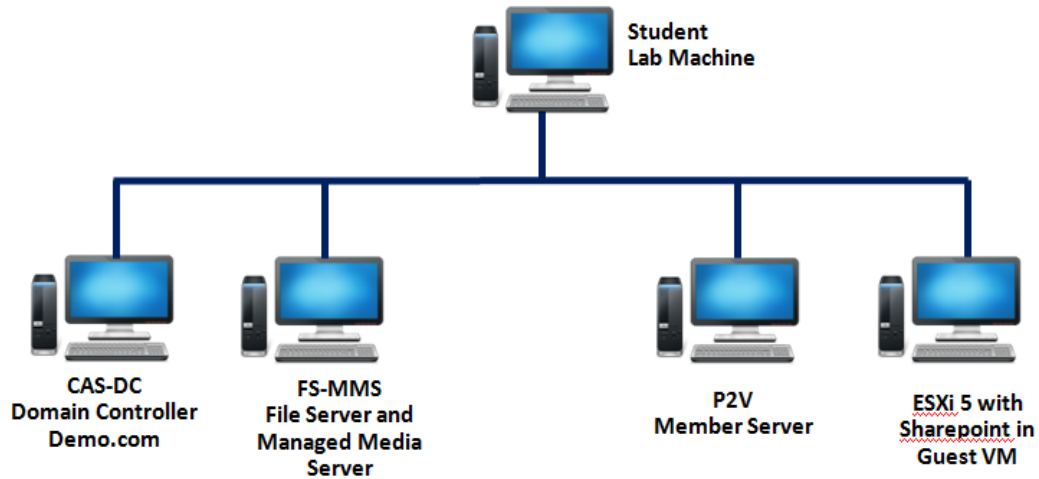 Student
Lab Machine
CAS-DC
Domain Controller
Demo.com
FS-MMS
File Server and
Managed Media
Server
P2V
Member Server
ESXi 5 with
Sharepoint in
Guest VM